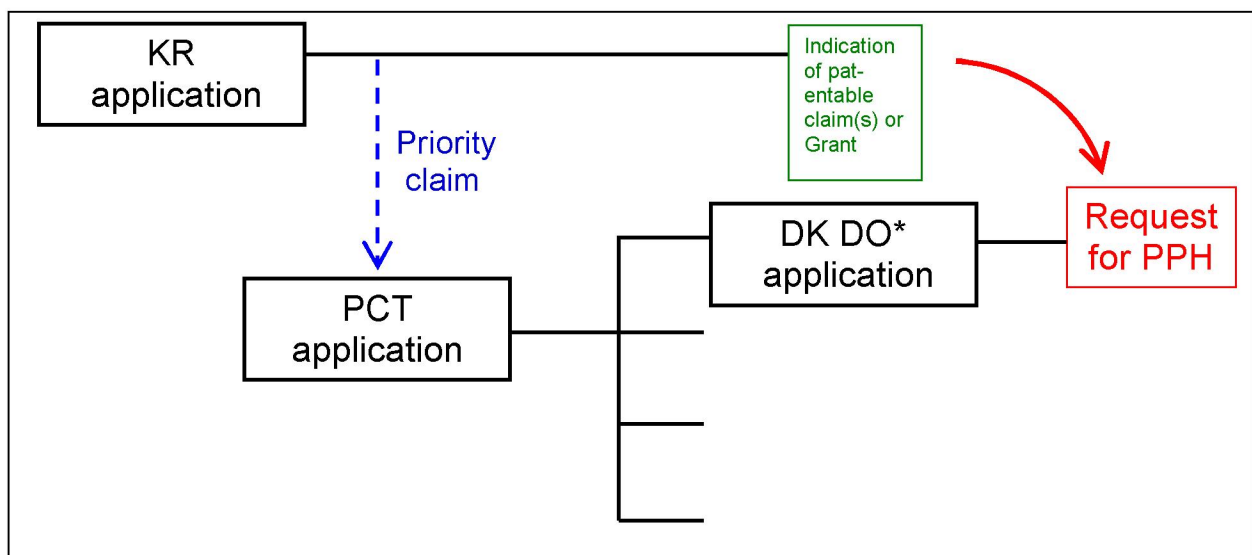 KR
application
Indication
of pat-
entable
claim(s) or
Grant
Priority
claim
DK DO*
application
Request
for PPH
PCT
application